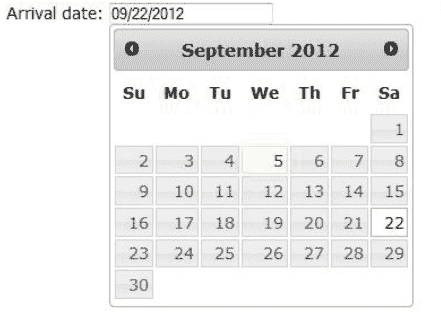 Arrival date: 09/22/2012
September 2012
Su Mo Tu We Th Fr Sa
1
2 3 4 5 6 7 8
9 10 11 12 13 14 15
16 17 18 19 20 21 22
23 24 25 26 27 28 29
30